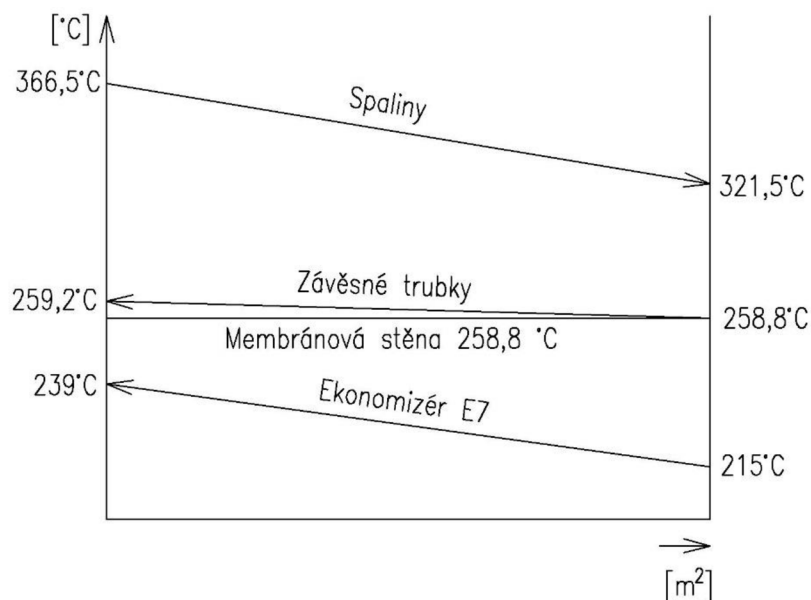 [°C]
366,5°C
Spaliny
321,5°C
Závěsné trubky
259,2°C
258,8°C
Membránová stěna 258,8 °C
239°C
Ekonomizér E7
215°C
[m²]